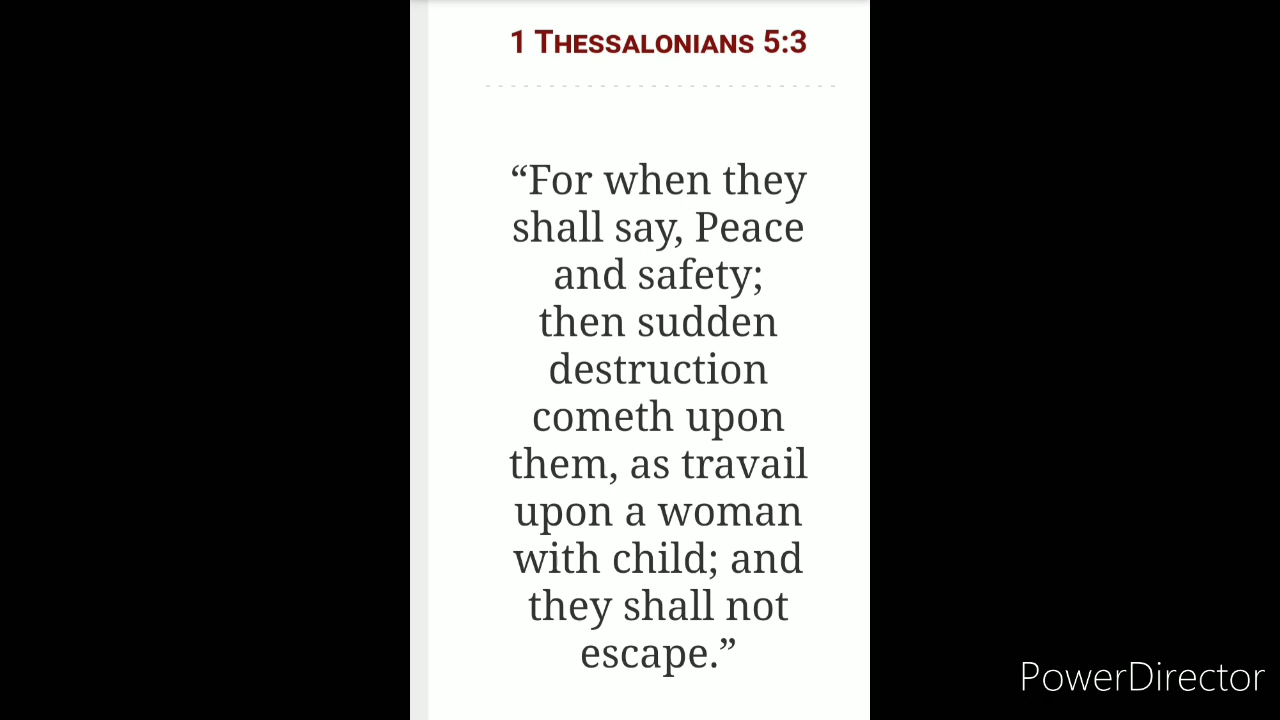 1 THESSALONIANS 5:3
“For when they
shall say, Peace
and safety;
then sudden
destruction
cometh upon
them, as travail
upon a woman
with child; and
they shall not
escape.”
PowerDirector